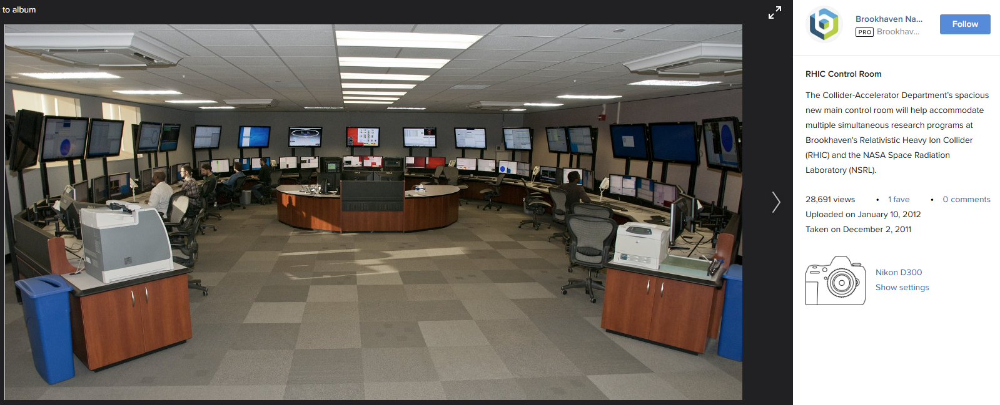 to album
Brookhaven Na...
PRO Brookhav...
Follow
RHIC Control Room
The Collider-Accelerator Department's spacious
new main control room will help accommodate
multiple simultaneous research programs at
Brookhaven's Relativistic Heavy Ion Collider
(RHIC) and the NASA Space Radiation
Laboratory (NSRL).
28,691 views • 1 fave • 0 comments
Uploaded on January 10, 2012
Taken on December 2, 2011
Nikon D300
Show settings
DELL
DELL